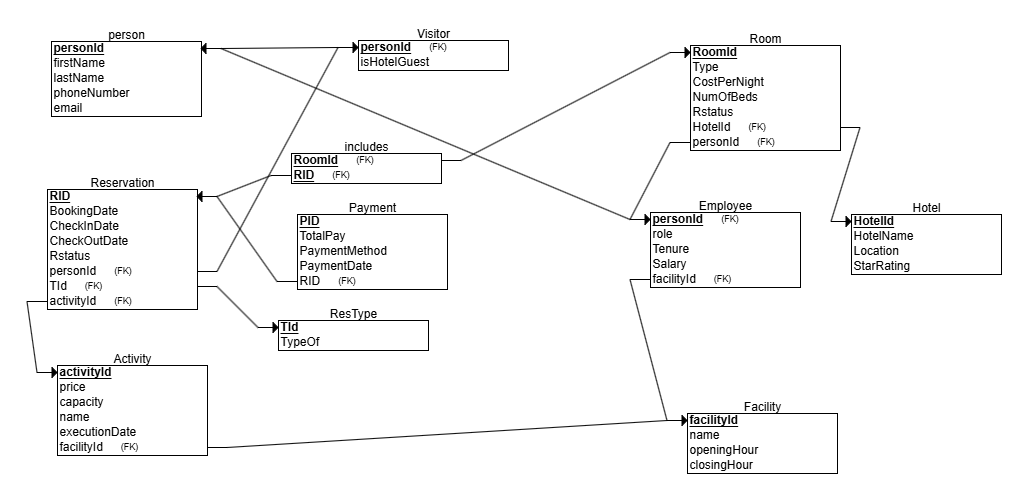 person
personId
firstName
lastName
phoneNumber
email
Visitor
personId (FK)
isHotelGuest
Room
RoomId
Type
CostPerNight
NumOfBeds
Rstatus
HotelId (FK)
personId (FK)
includes
RoomId (FK)
RID (FK)
Reservation
RID
BookingDate
CheckInDate
CheckOutDate
Rstatus
personId (FK)
TId (FK)
activityId (FK)
Payment
PID
TotalPay
PaymentMethod
PaymentDate
RID (FK)
Employee
personId (FK)
role
Tenure
Salary
facilityId (FK)
Hotel
HotelId
HotelName
Location
StarRating
ResType
TId
TypeOf
Activity
activityId
price
capacity
name
executionDate
facilityId (FK)
Facility
facilityId
name
openingHour
closingHour